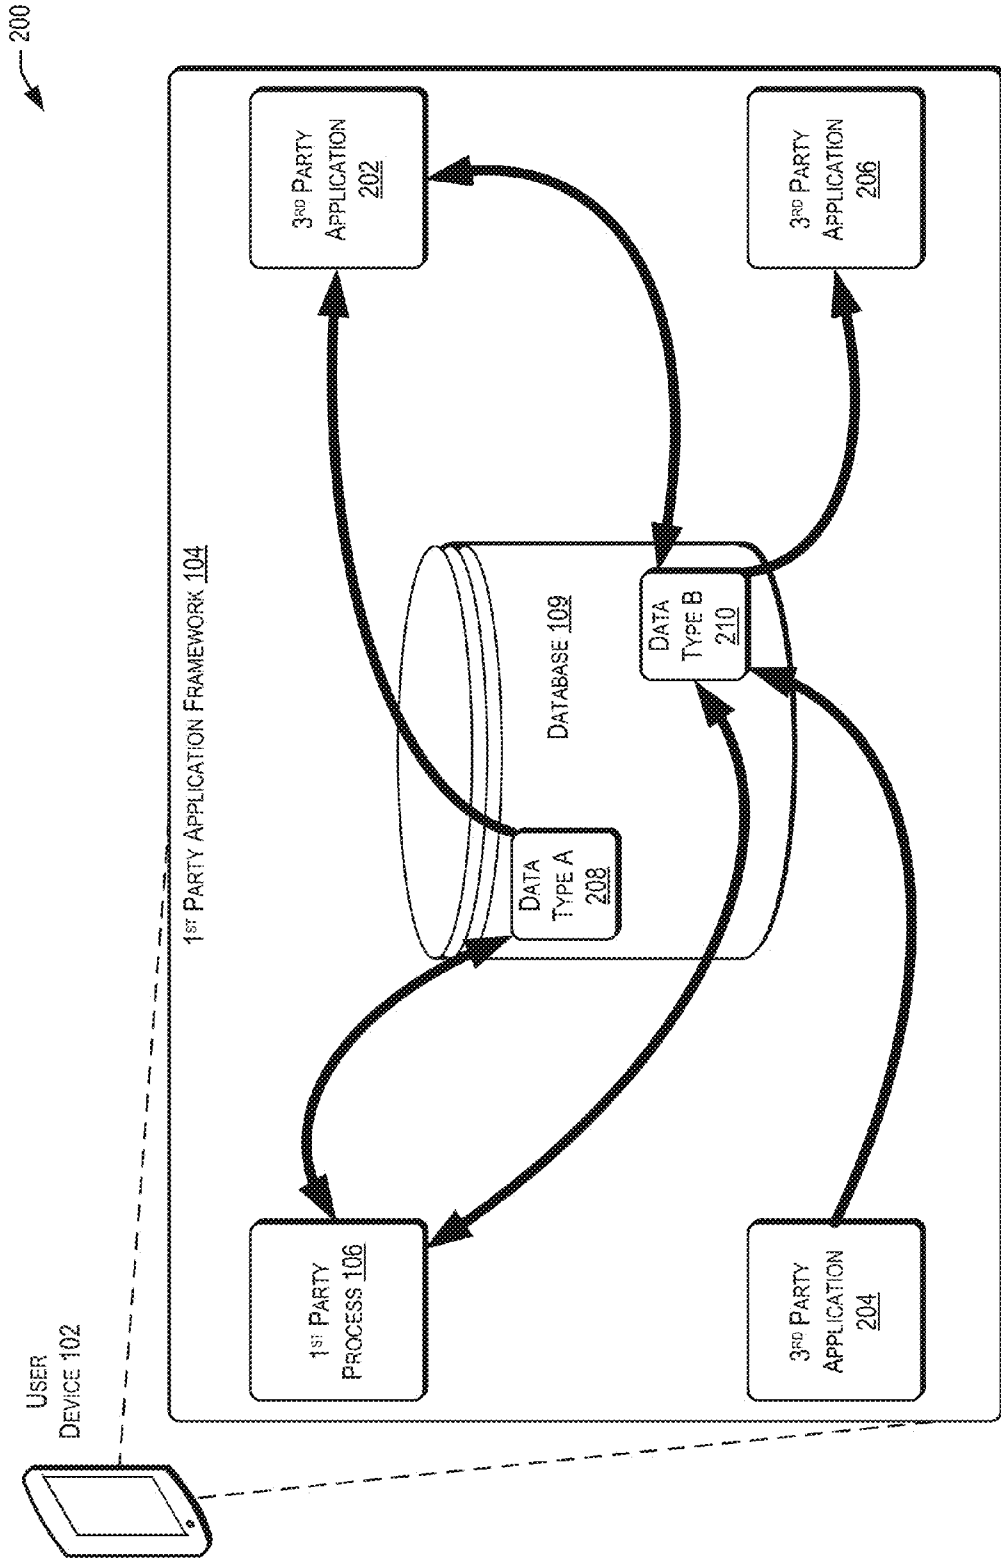 200
USER
DEVICE 102
1ST PARTY APPLICATION FRAMEWORK 104
1ST PARTY
PROCESS 106
3RD PARTY
APPLICATION
202
DATA
TYPE A
208
DATABASE 109
DATA
TYPE B
210
3RD PARTY
APPLICATION
204
3RD PARTY
APPLICATION
206